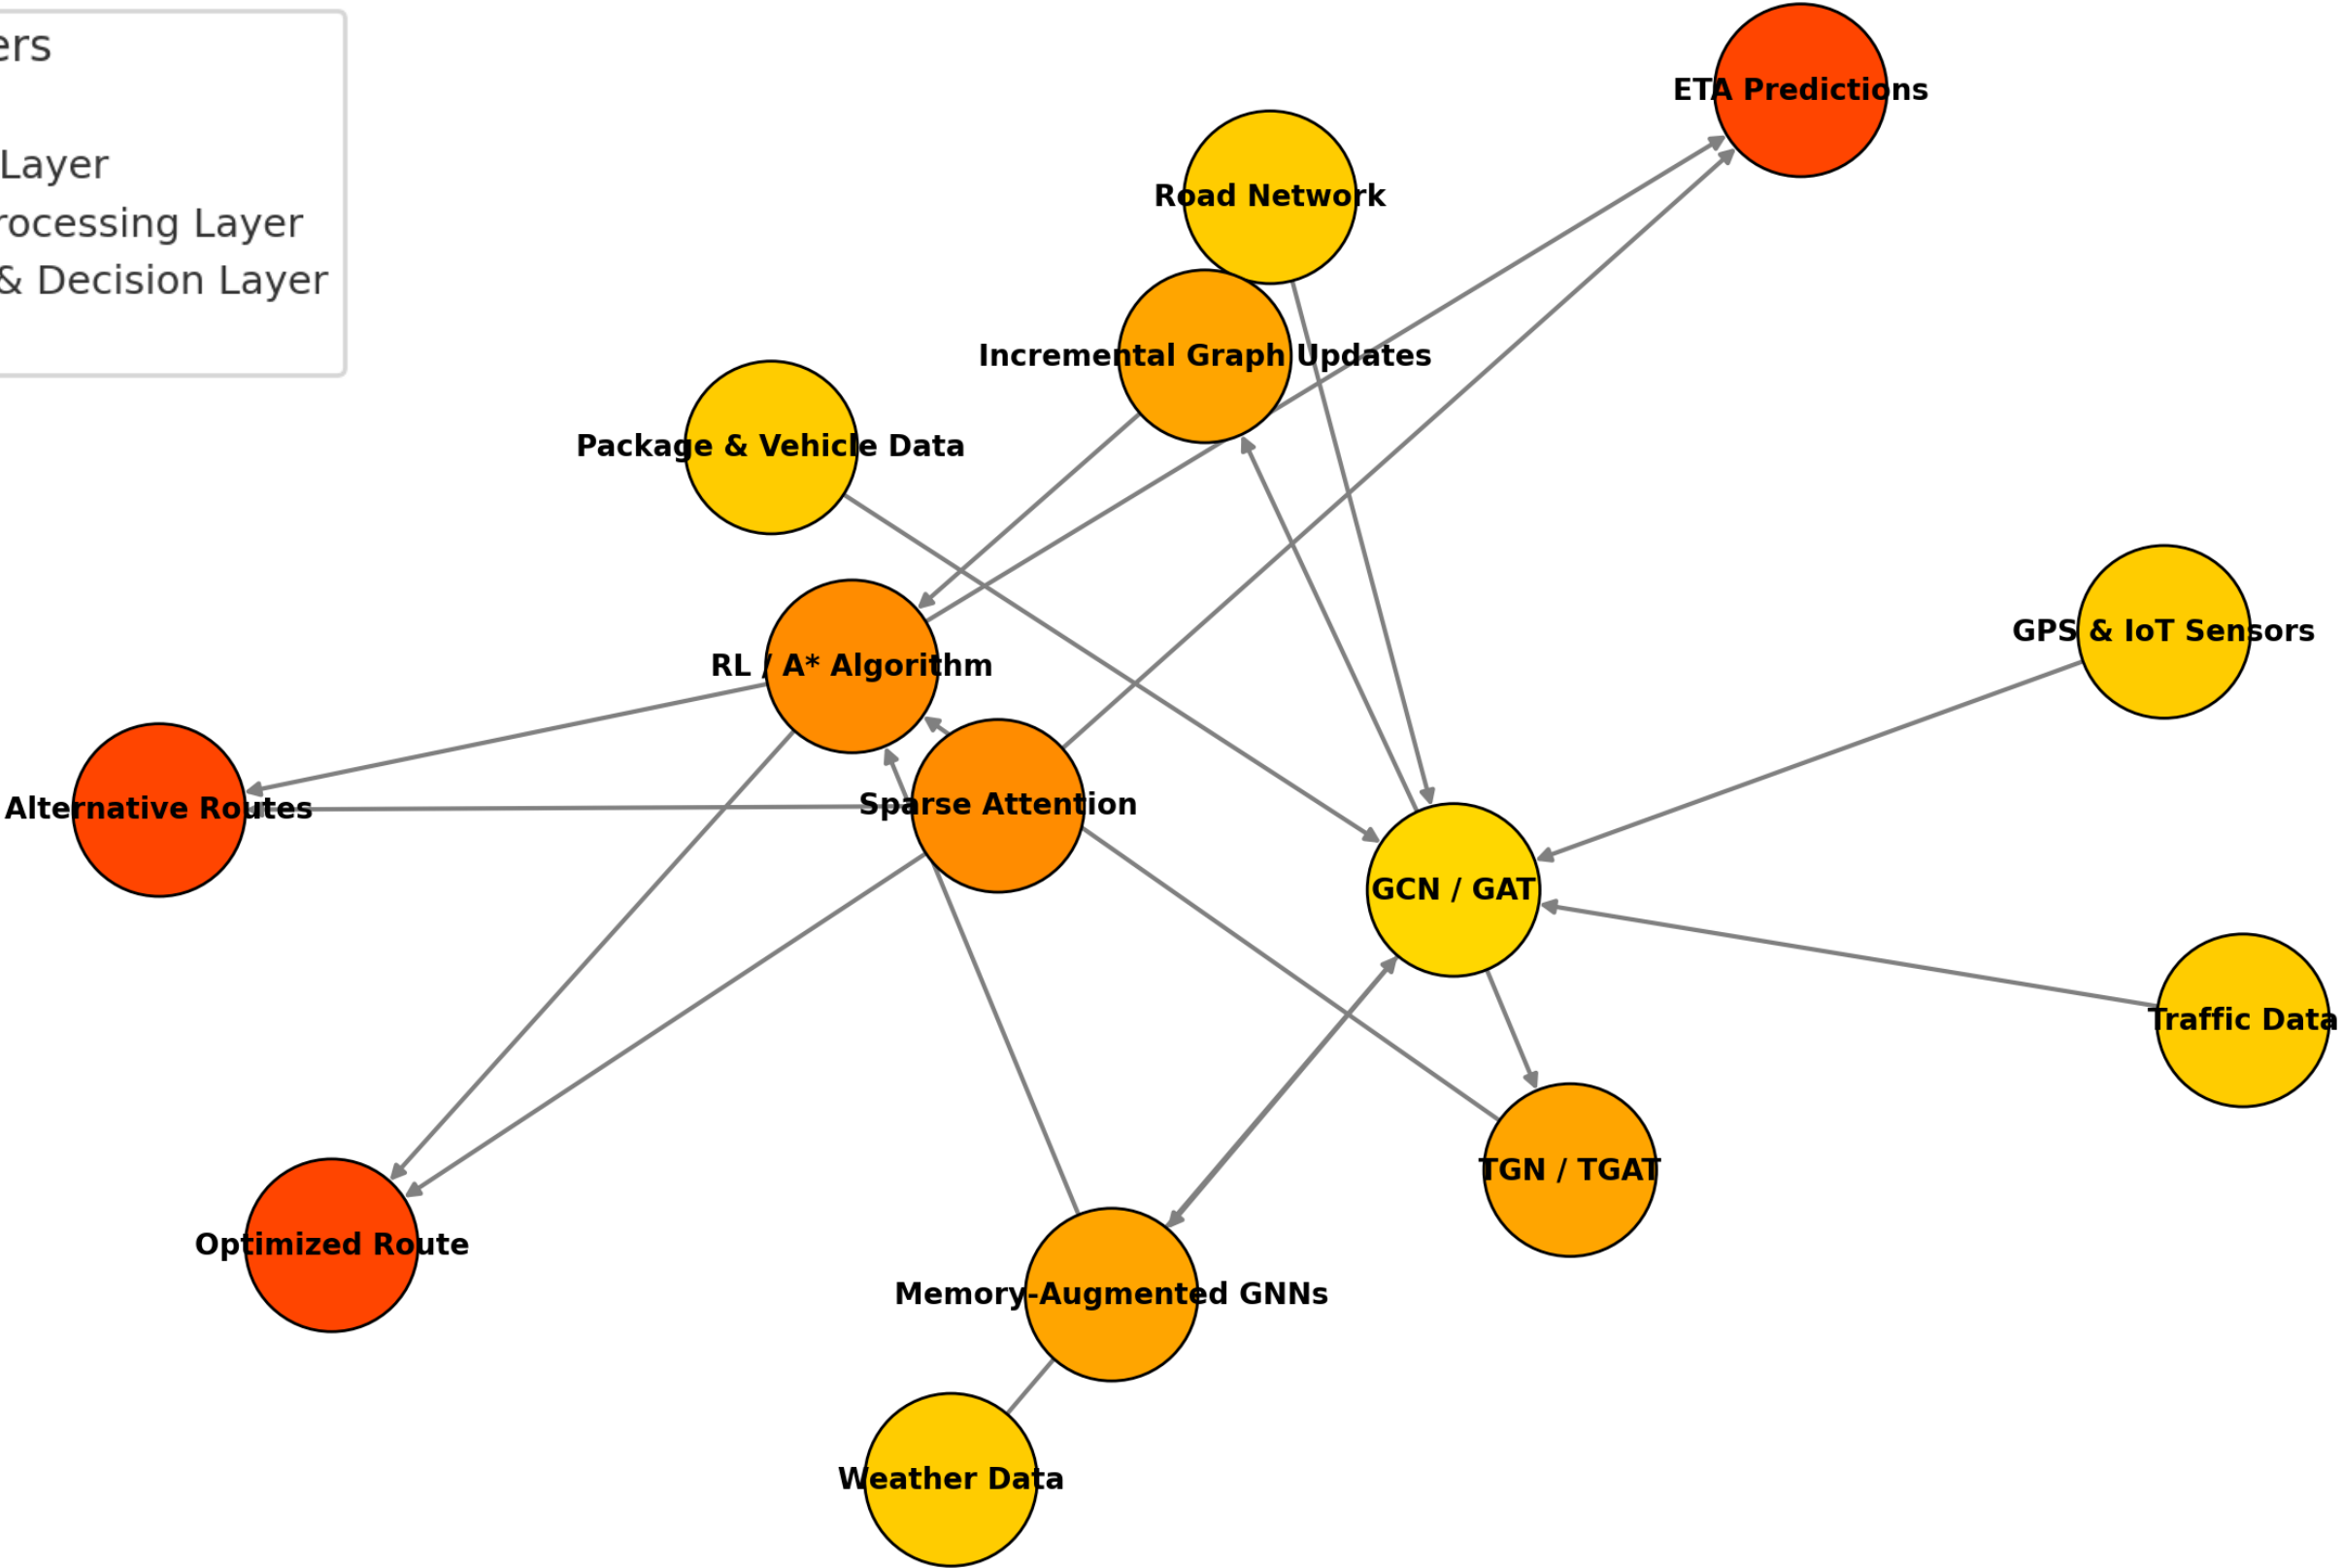 ers
Layer
rocessing Layer
& Decision Layer
ETA Predictions
Road Network
Incremental Graph Updates
Package & Vehicle Data
GPS & IoT Sensors
RL / A* Algorithm
Sparse Attention
Alternative Routes
GCN / GAT
Traffic Data
TGN / TGAT
Optimized Route
Memory-Augmented GNNs
Weather Data